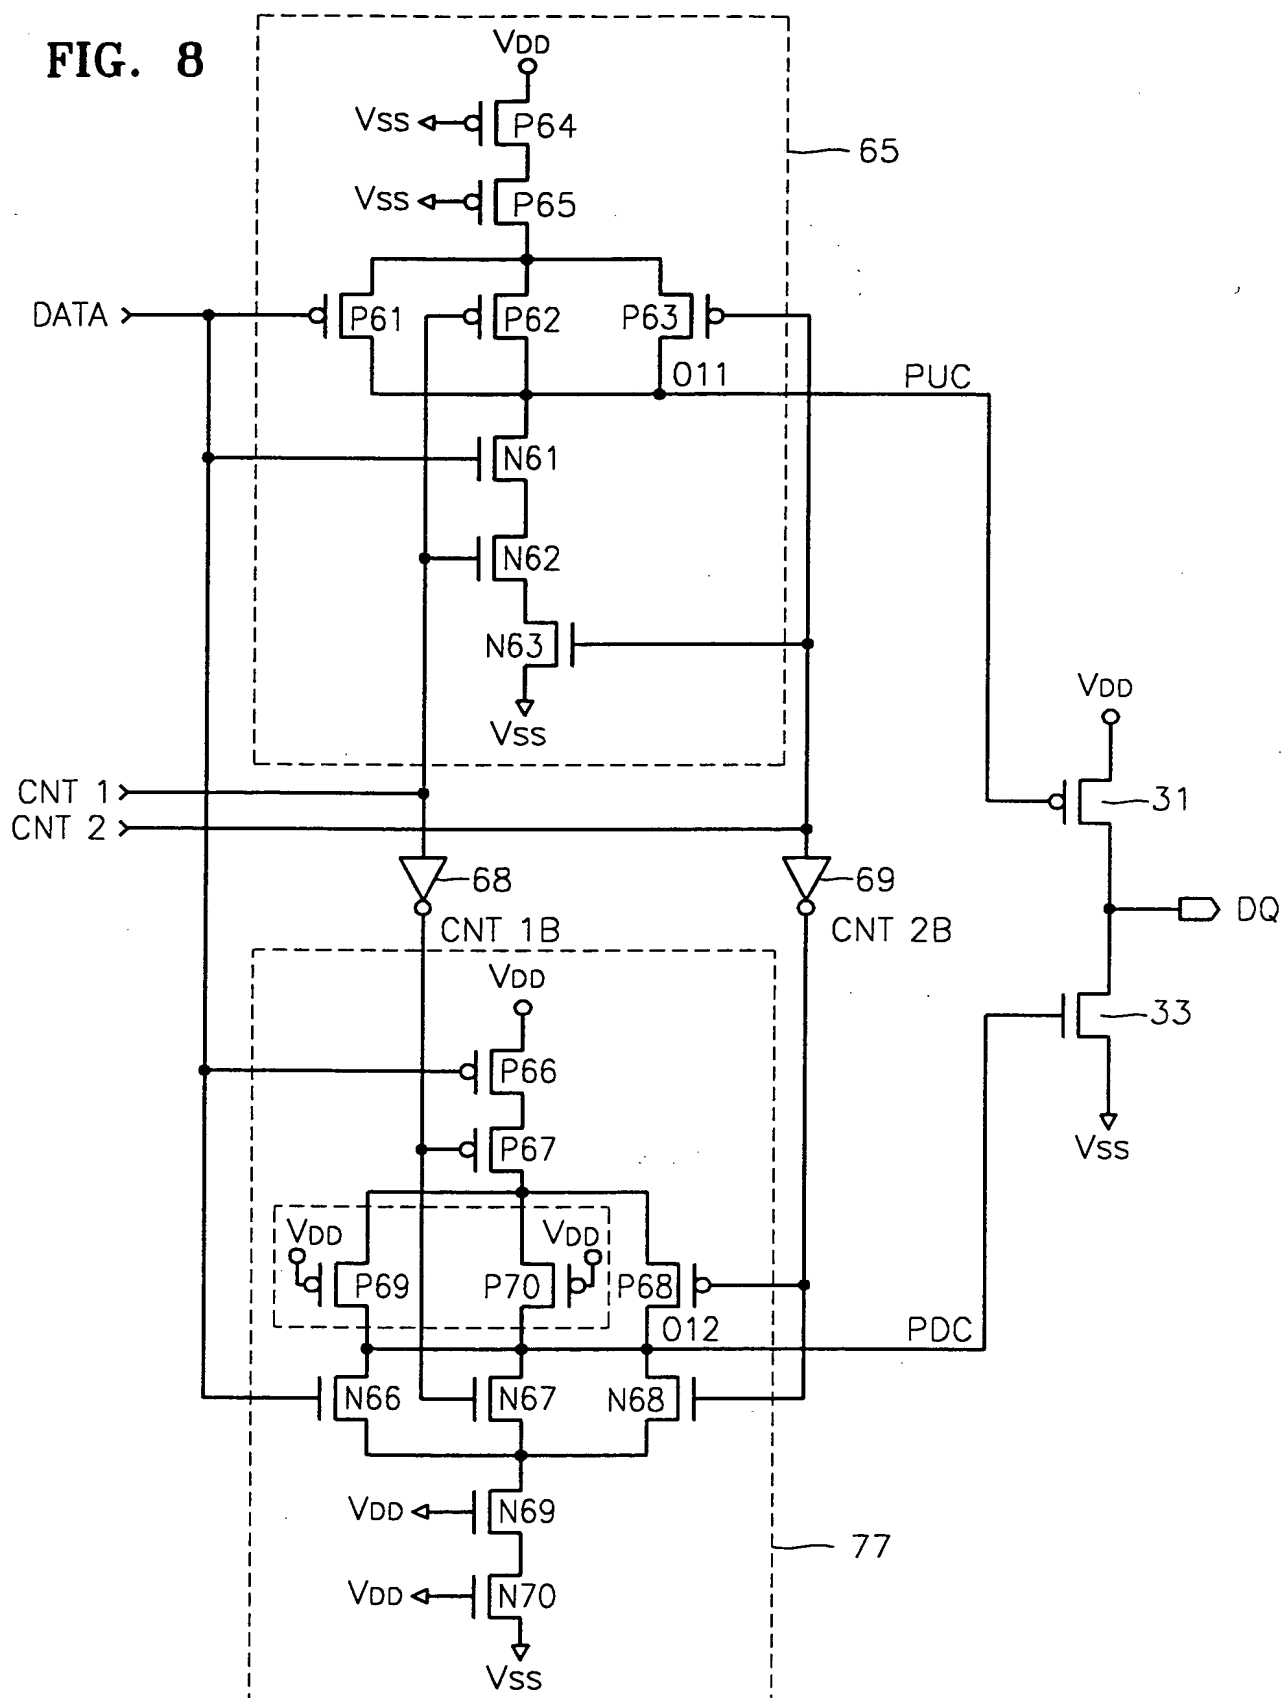 FIG. 8
VDD
VSS
P64
65
VSS
P65
DATA
P61
P62
P63
O11
PUC
N61
N62
N63
VSS
VDD
CNT 1
31
CNT 2
68
69
DQ
CNT 1B
CNT 2B
VDD
33
P66
VSS
P67
VDD
VDD
P69
P70
P68
O12
PDC
N66
N67
N68
VDD
N69
77
VDD
N70
VSS